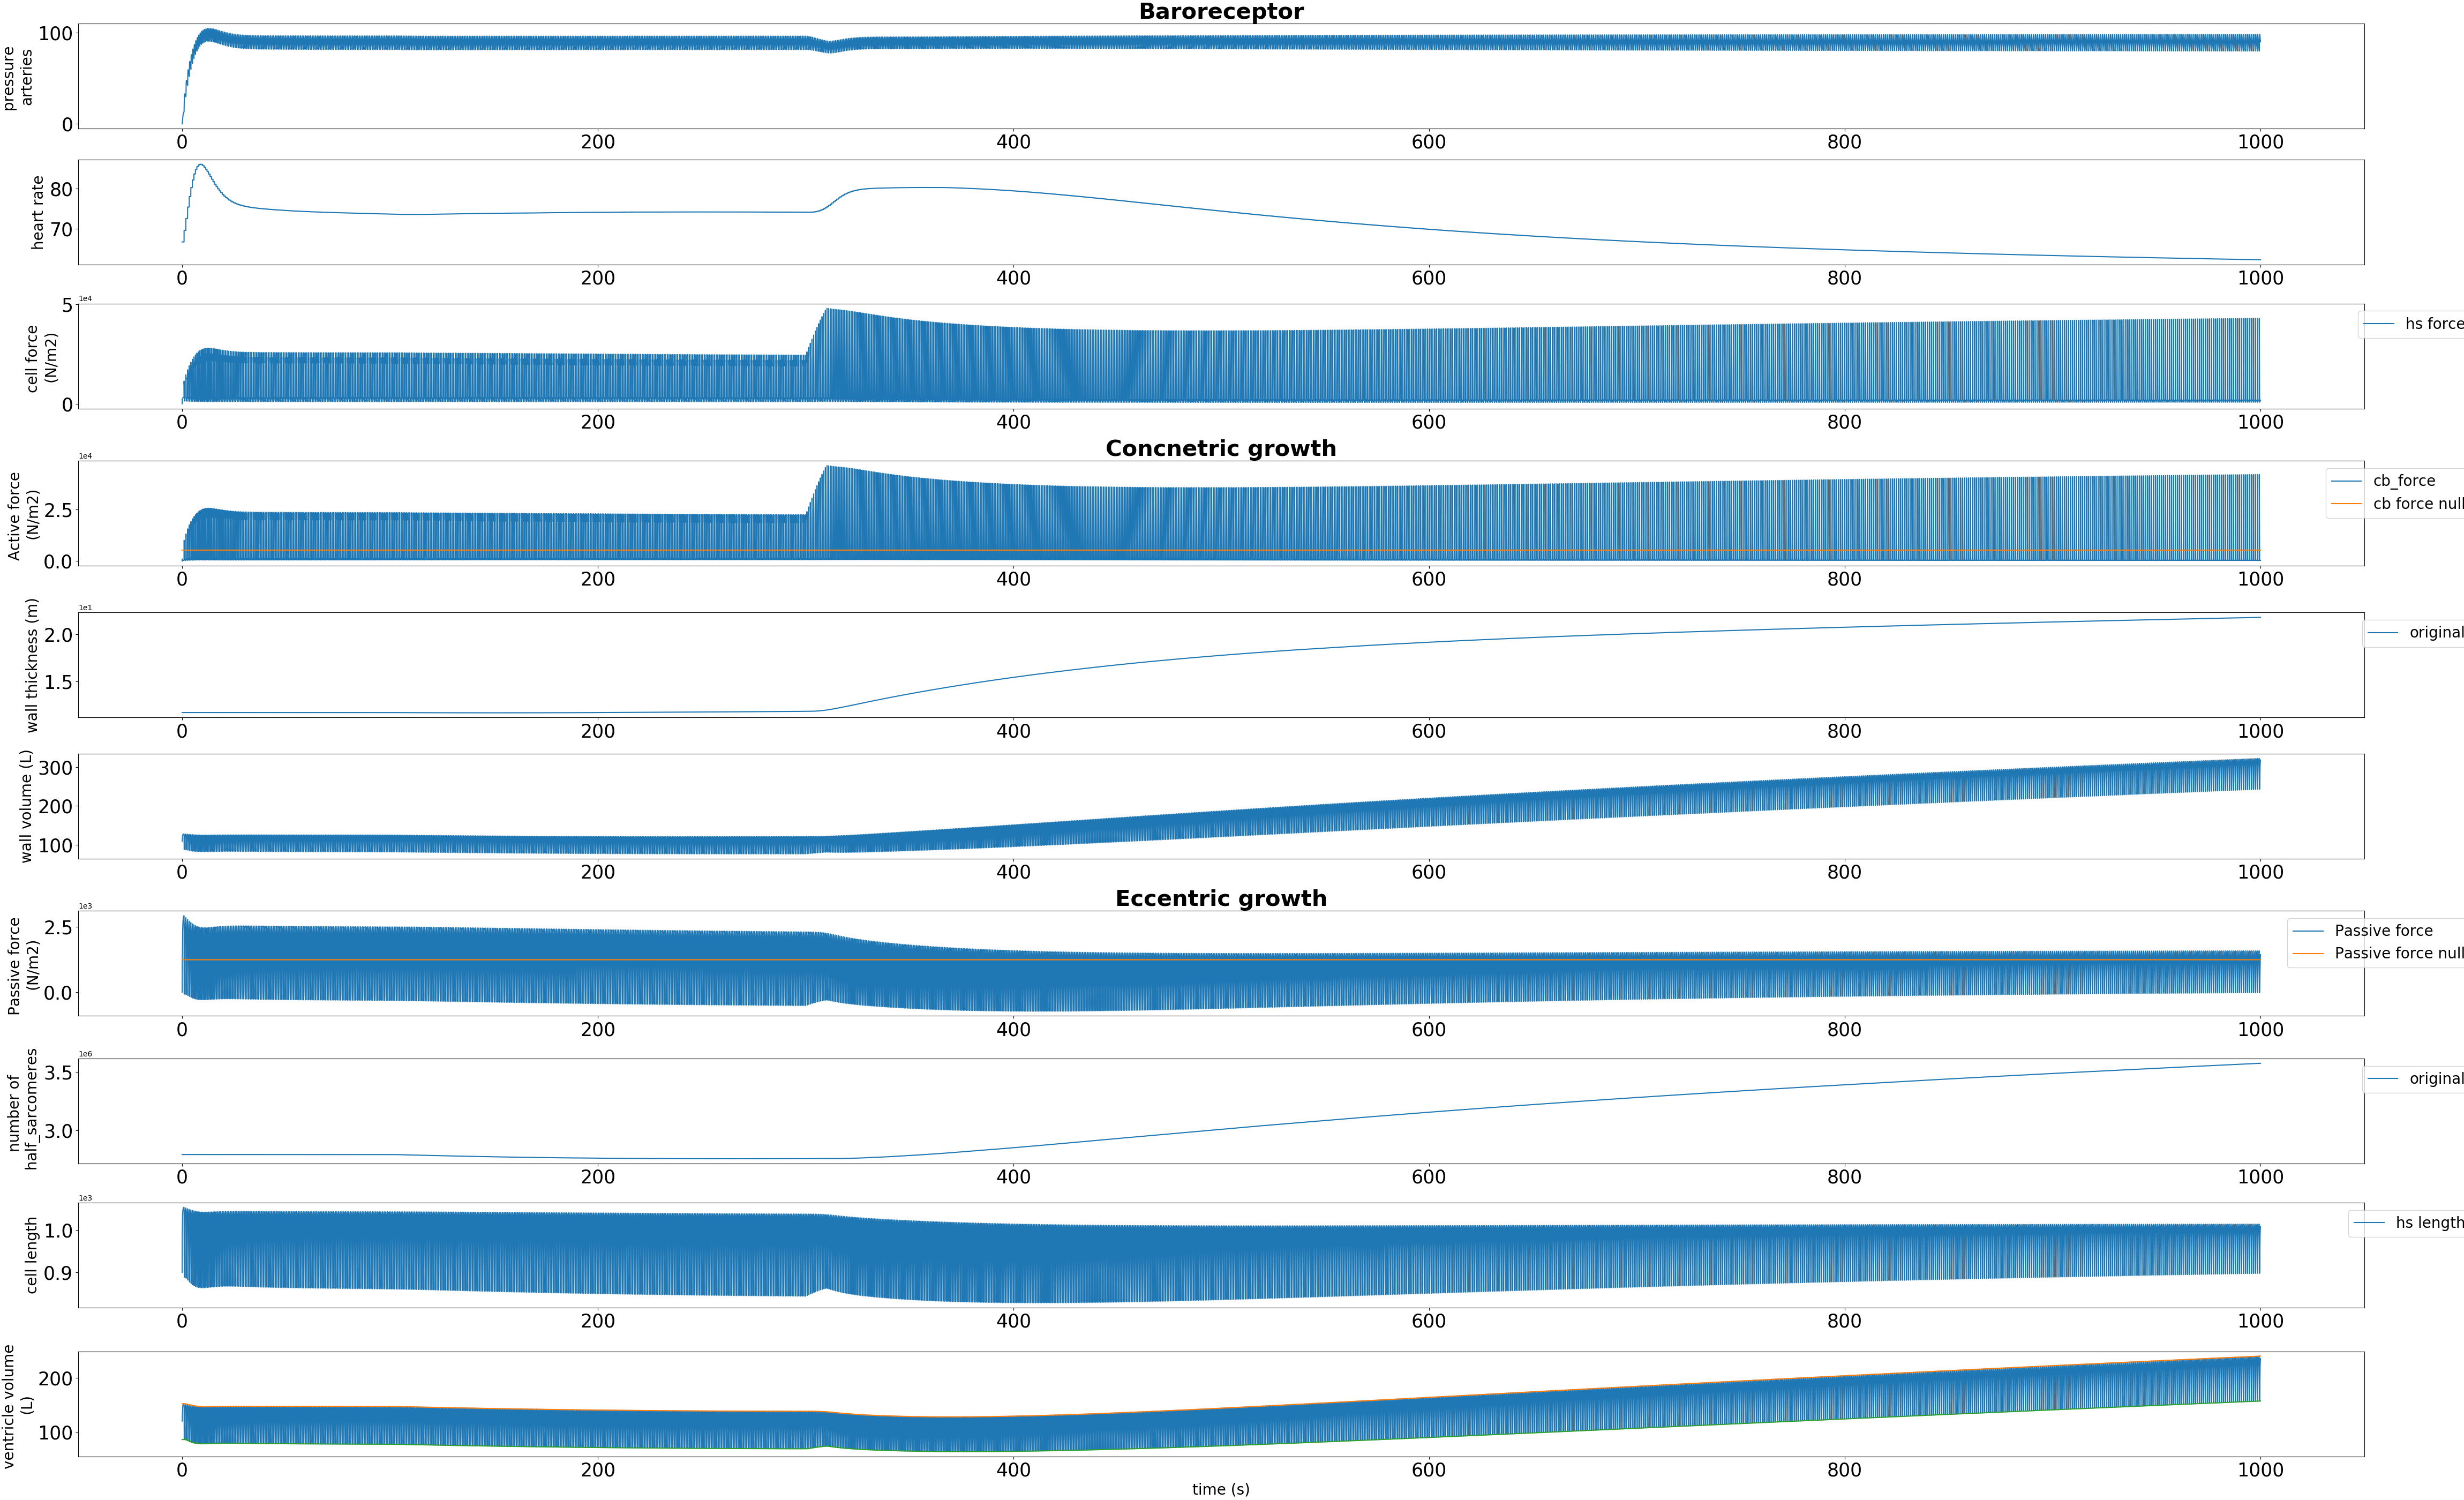 Baroreceptor
pressure
arteries
100
0
0 200 400 600 800 1000
heart rate
80
70
0 200 400 600 800 1000
1e4
cell force
(N/m2)
5
0
hs force
0 200 400 600 800 1000
Concnetric growth
1e4
Active force
(N/m2)
2.5
0.0
cb_force
cb force null
0 200 400 600 800 1000
1e1
wall thickness (m)
2.0
1.5
original
0 200 400 600 800 1000
wall volume (L)
300
200
100
0 200 400 600 800 1000
Eccentric growth
1e3
Passive force
(N/m2)
2.5
0.0
Passive force
Passive force null
0 200 400 600 800 1000
1e6
number of
half_sarcomeres
3.5
3.0
original
0 200 400 600 800 1000
1e3
cell length
1.0
0.9
hs length
0 200 400 600 800 1000
ventricle volume
(L)
200
100
0 200 400 600 800 1000
time (s)